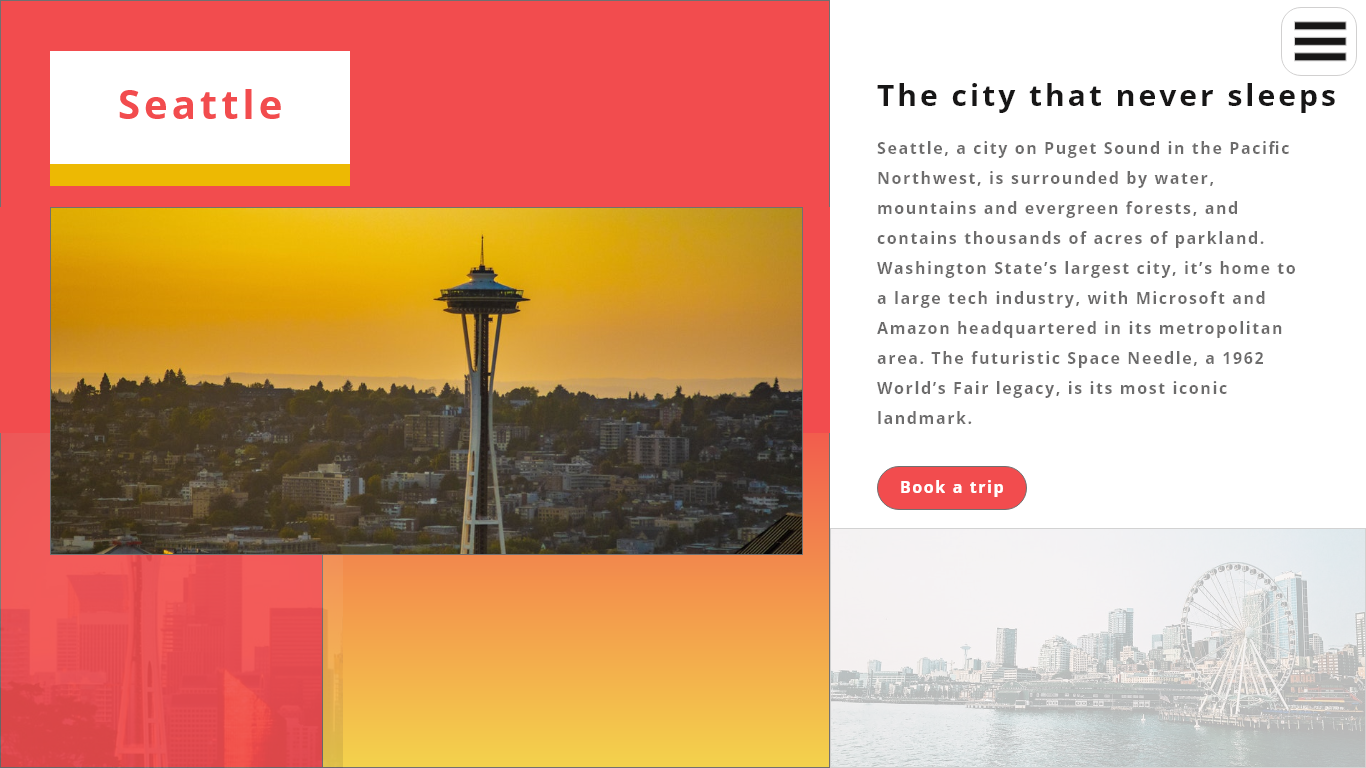 Seattle
The city that never sleeps
Seattle, a city on Puget Sound in the Pacific
Northwest, is surrounded by water,
mountains and evergreen forests, and
contains thousands of acres of parkland.
Washington State’s largest city, it’s home to
a large tech industry, with Microsoft and
Amazon headquartered in its metropolitan
area. The futuristic Space Needle, a 1962
World’s Fair legacy, is its most iconic
landmark.
Book a trip